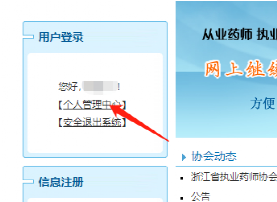 用户登录
您好,！
【个人管理中心】
【安全退出系统】
信息注册
从业药师 执业
网上继续
方便
协会动态
浙江省执业药师协会
公告